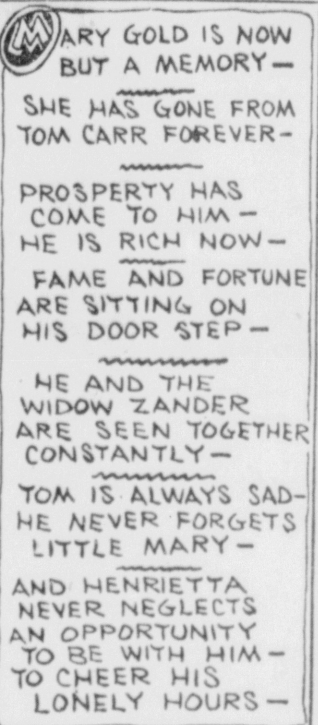 MARY GOLD IS NOW
BUT A MEMORY—
SHE HAS GONE FROM
TOM CARR FOREVER-
PROSPERTY HAS
COME TO HIM—
HE IS RICH NOW—
FAME AND FORTUNE
ARE SITTING ON
HIS DOOR STEP—
HE AND THE
WIDOW ZANDER
ARE SEEN TOGETHER
CONSTANTLY—
TOM IS ALWAYS SAD-
HE NEVER FORGETS
LITTLE MARY—
AND HENRIETTA
NEVER NEGLECTS
AN OPPORTUNITY
TO BE WITH HIM—
TO CHEER HIS
LONELY HOURS—